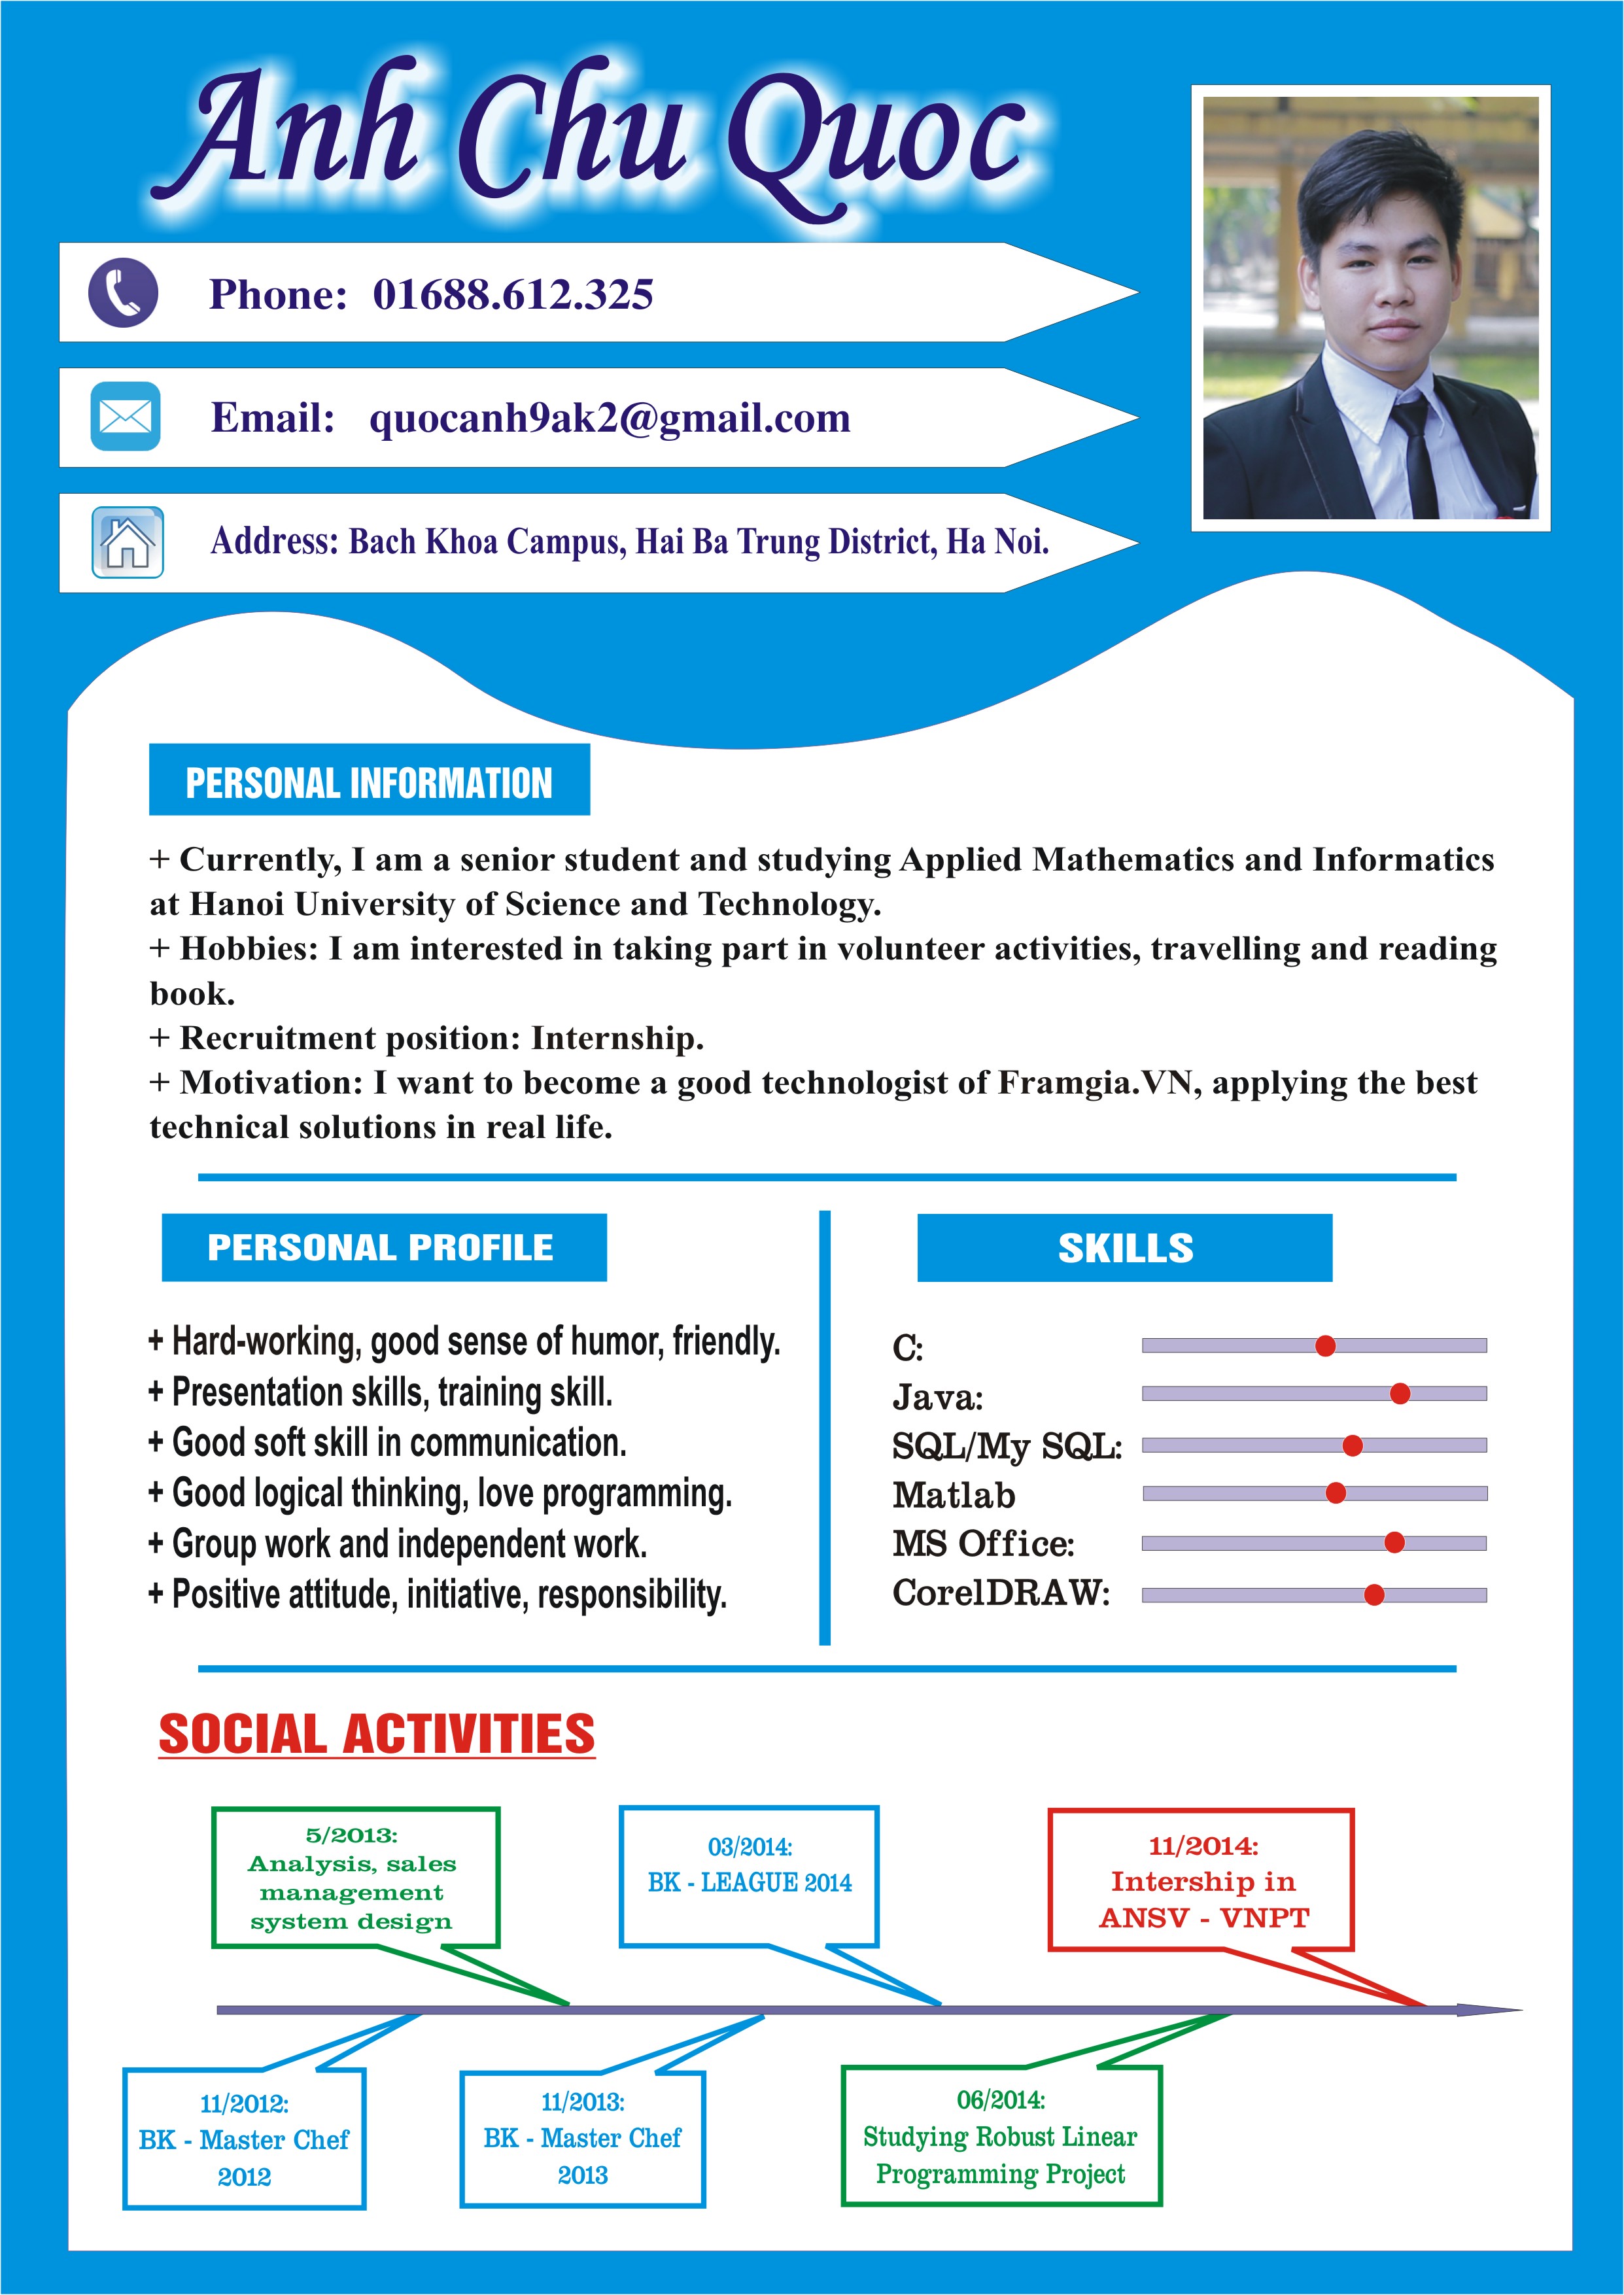 Anh Chu Quoc
Phone: 01688.612.325
Email: quocanh9ak2@gmail.com
Address: Bach Khoa Campus, Hai Ba Trung District, Ha Noi.
PERSONAL INFORMATION
+ Currently, I am a senior student and studying Applied Mathematics and Informatics
at Hanoi University of Science and Technology.
+ Hobbies: I am interested in taking part in volunteer activities, travelling and reading
book.
+ Recruitment position: Internship.
+ Motivation: I want to become a good technologist of Framgia.VN, applying the best
technical solutions in real life.
PERSONAL PROFILE
+ Hard-working, good sense of humor, friendly.
+ Presentation skills, training skill.
+ Good soft skill in communication.
+ Good logical thinking, love programming.
+ Group work and independent work.
+ Positive attitude, initiative, responsibility.
SKILLS
C:
Java:
SQL/My SQL:
Matlab
MS Office:
CorelDRAW:
SOCIAL ACTIVITIES
5/2013:
Analysis, sales
management
system design
03/2014:
BK - LEAGUE 2014
11/2014:
Intership in
ANSV - VNPT
11/2012:
BK - Master Chef
2012
11/2013:
BK - Master Chef
2013
06/2014:
Studying Robust Linear
Programming Project